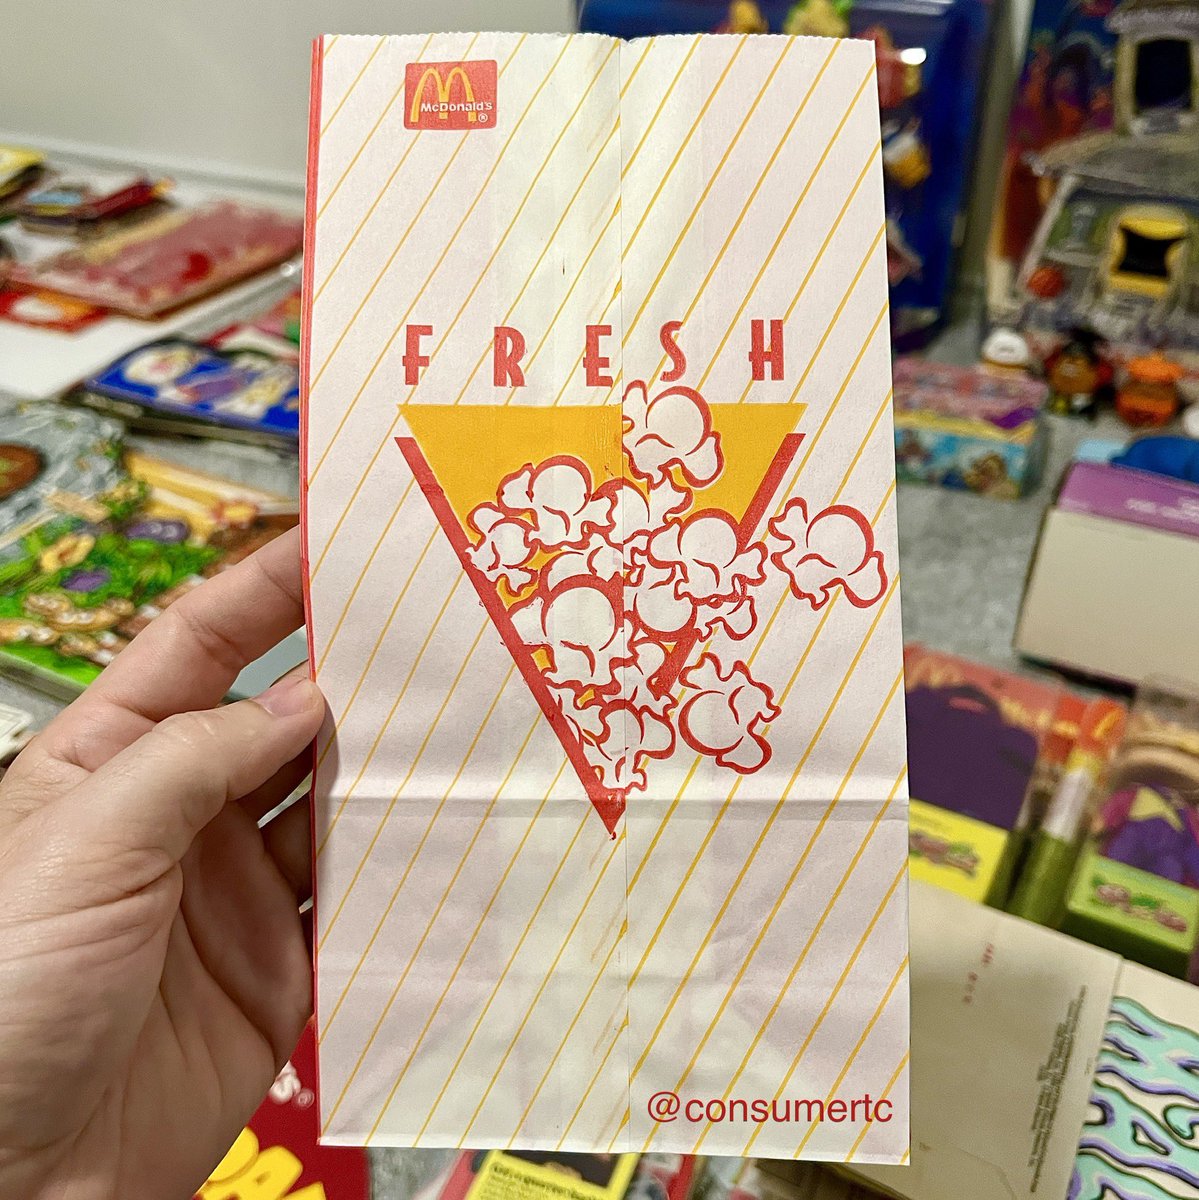 McDonald's
®
FRESH
@consumertc